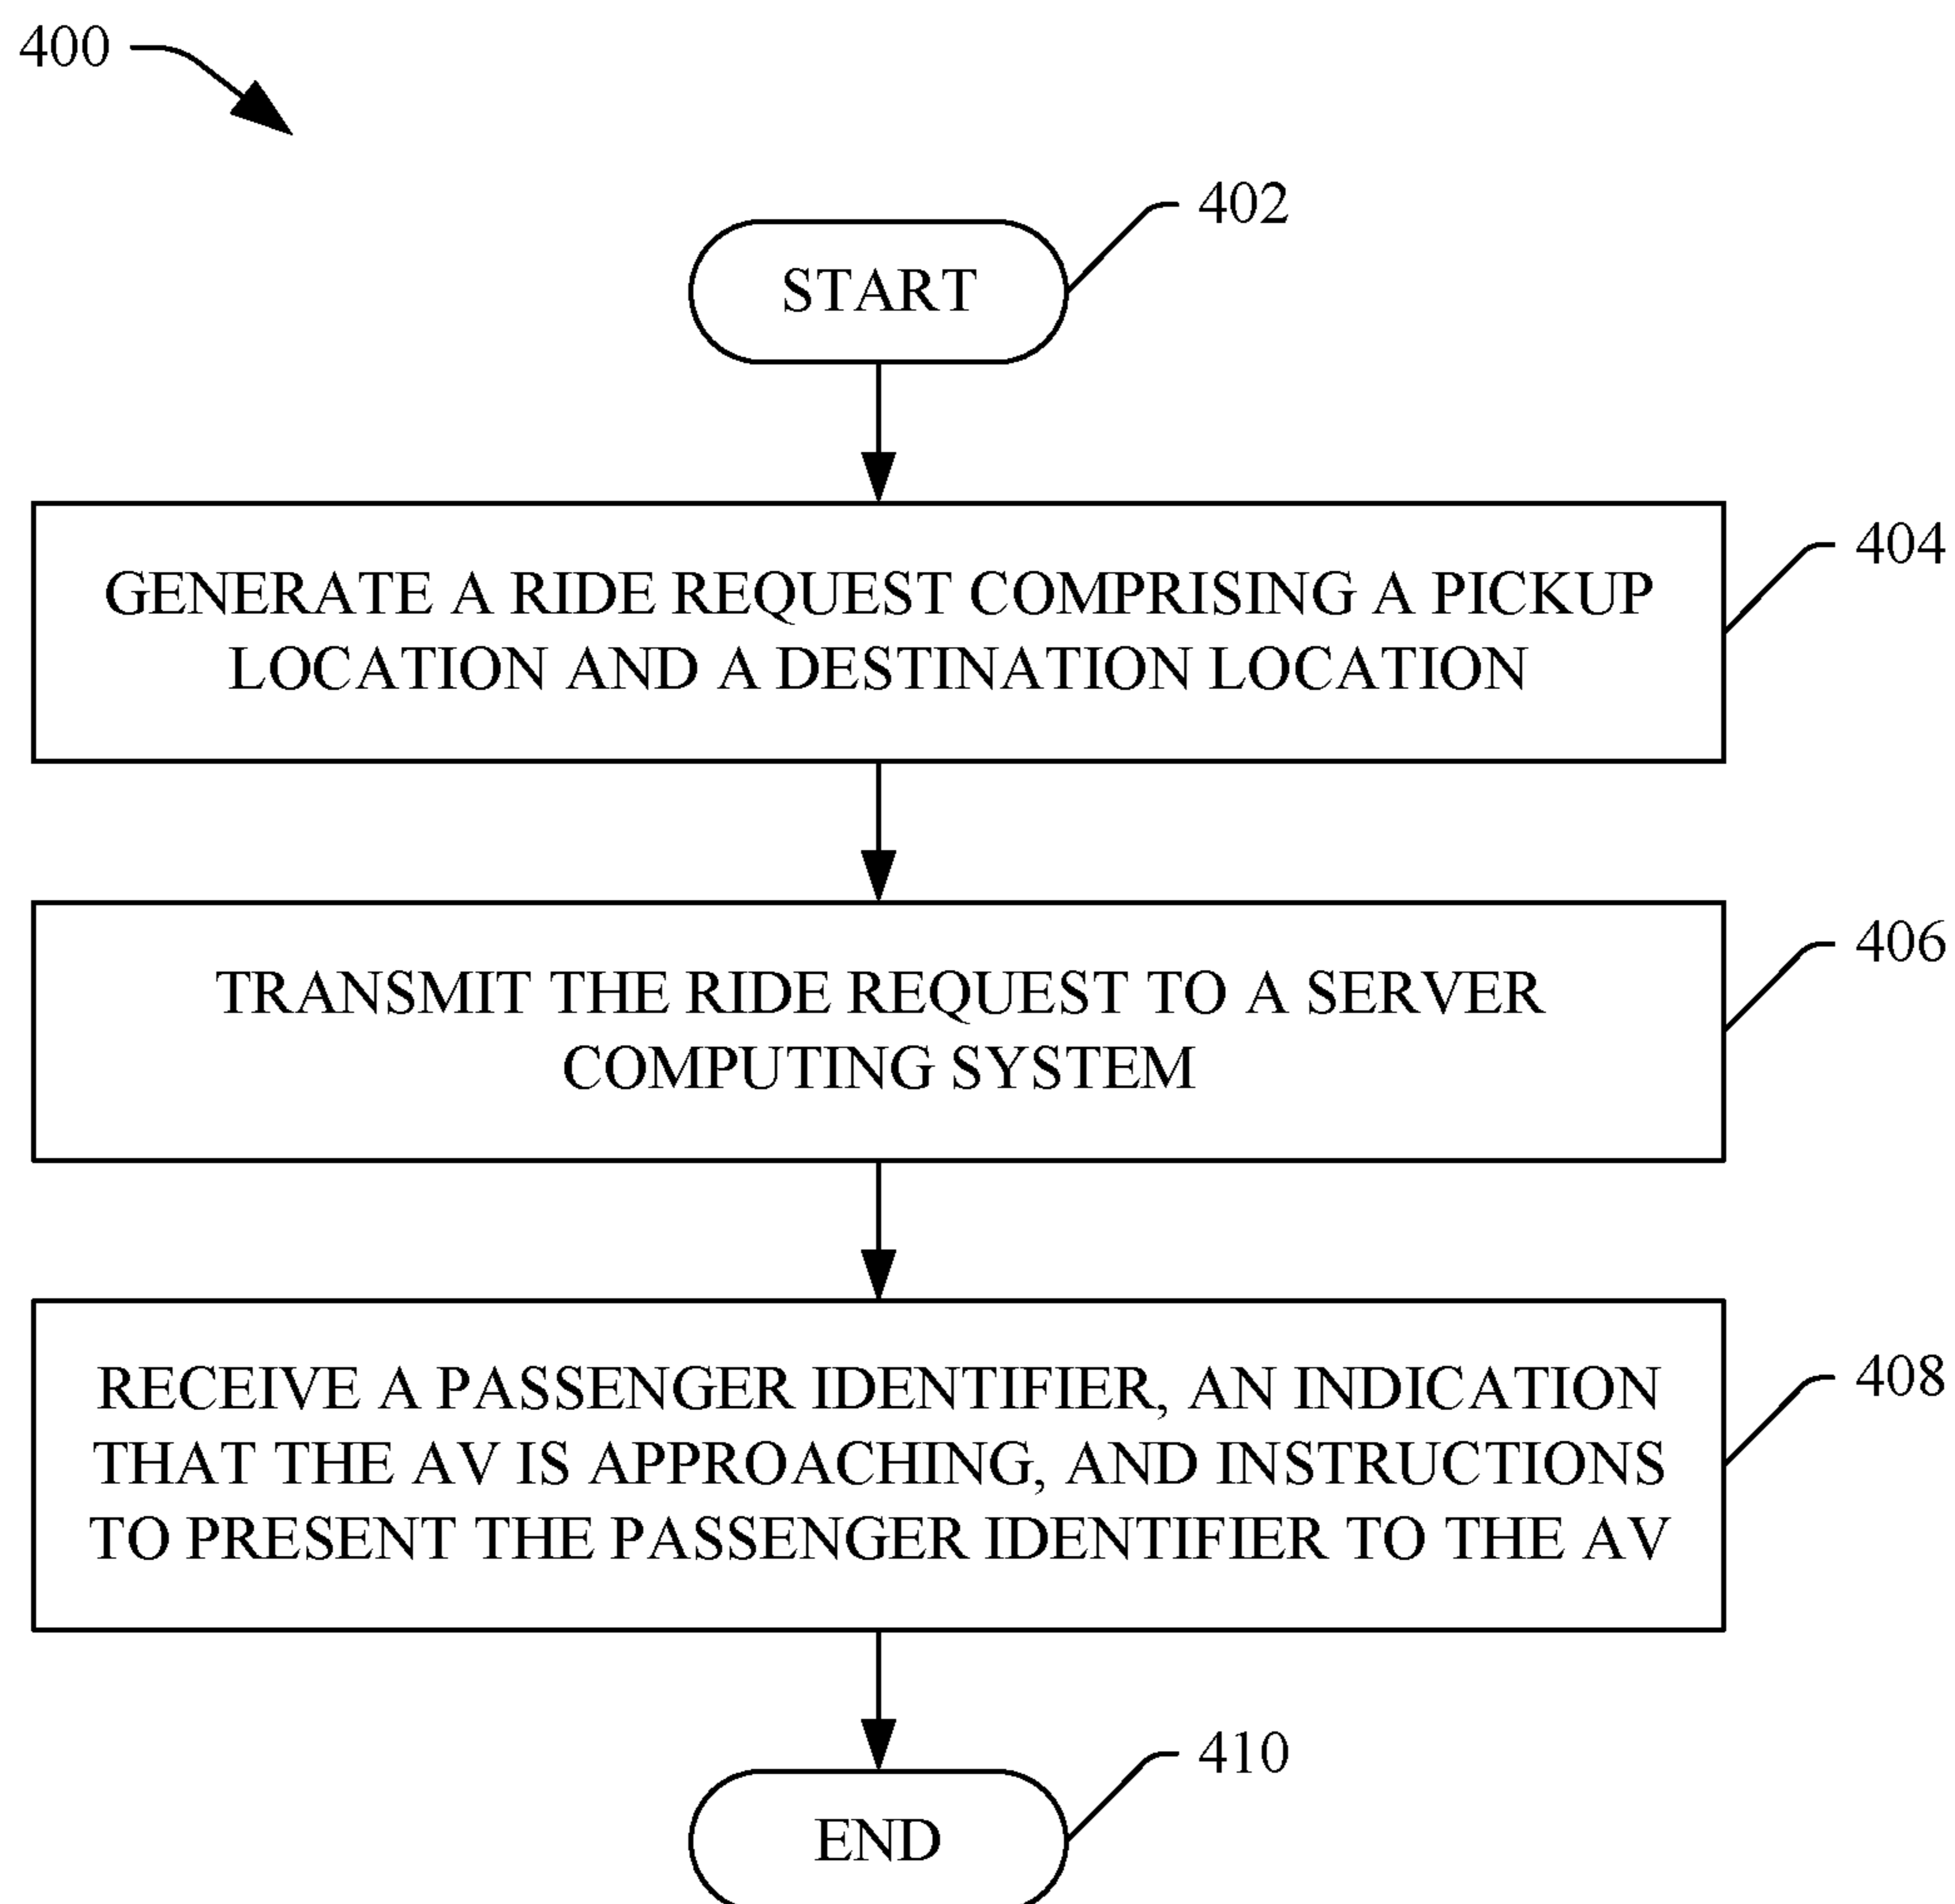 400
402
START
GENERATE A RIDE REQUEST COMPRISING A PICKUP
LOCATION AND A DESTINATION LOCATION
404
TRANSMIT THE RIDE REQUEST TO A SERVER
COMPUTING SYSTEM
406
RECEIVE A PASSENGER IDENTIFIER, AN INDICATION
THAT THE AV IS APPROACHING, AND INSTRUCTIONS
TO PRESENT THE PASSENGER IDENTIFIER TO THE AV
408
410
END